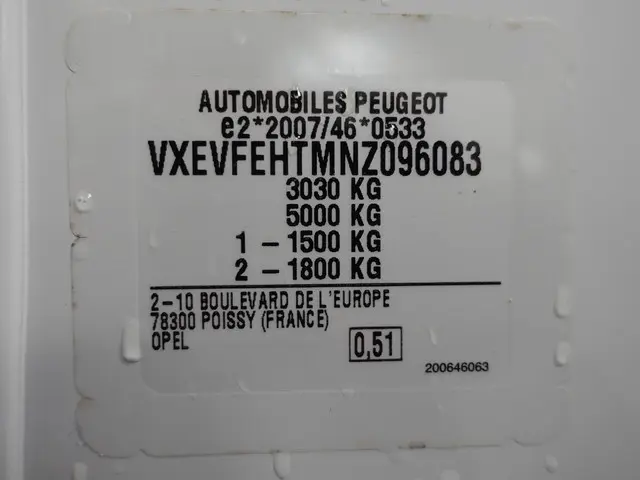 AUTOMOBILES PEUGEOT
e2*2007/46*0533
VXEVFEHTMNZ096083
3030 KG
5000 KG
1 – 1500 KG
2 – 1800 KG
2–10 BOULEVARD DE L'EUROPE
78300 POISSY (FRANCE)
OPEL
0,51
200646063